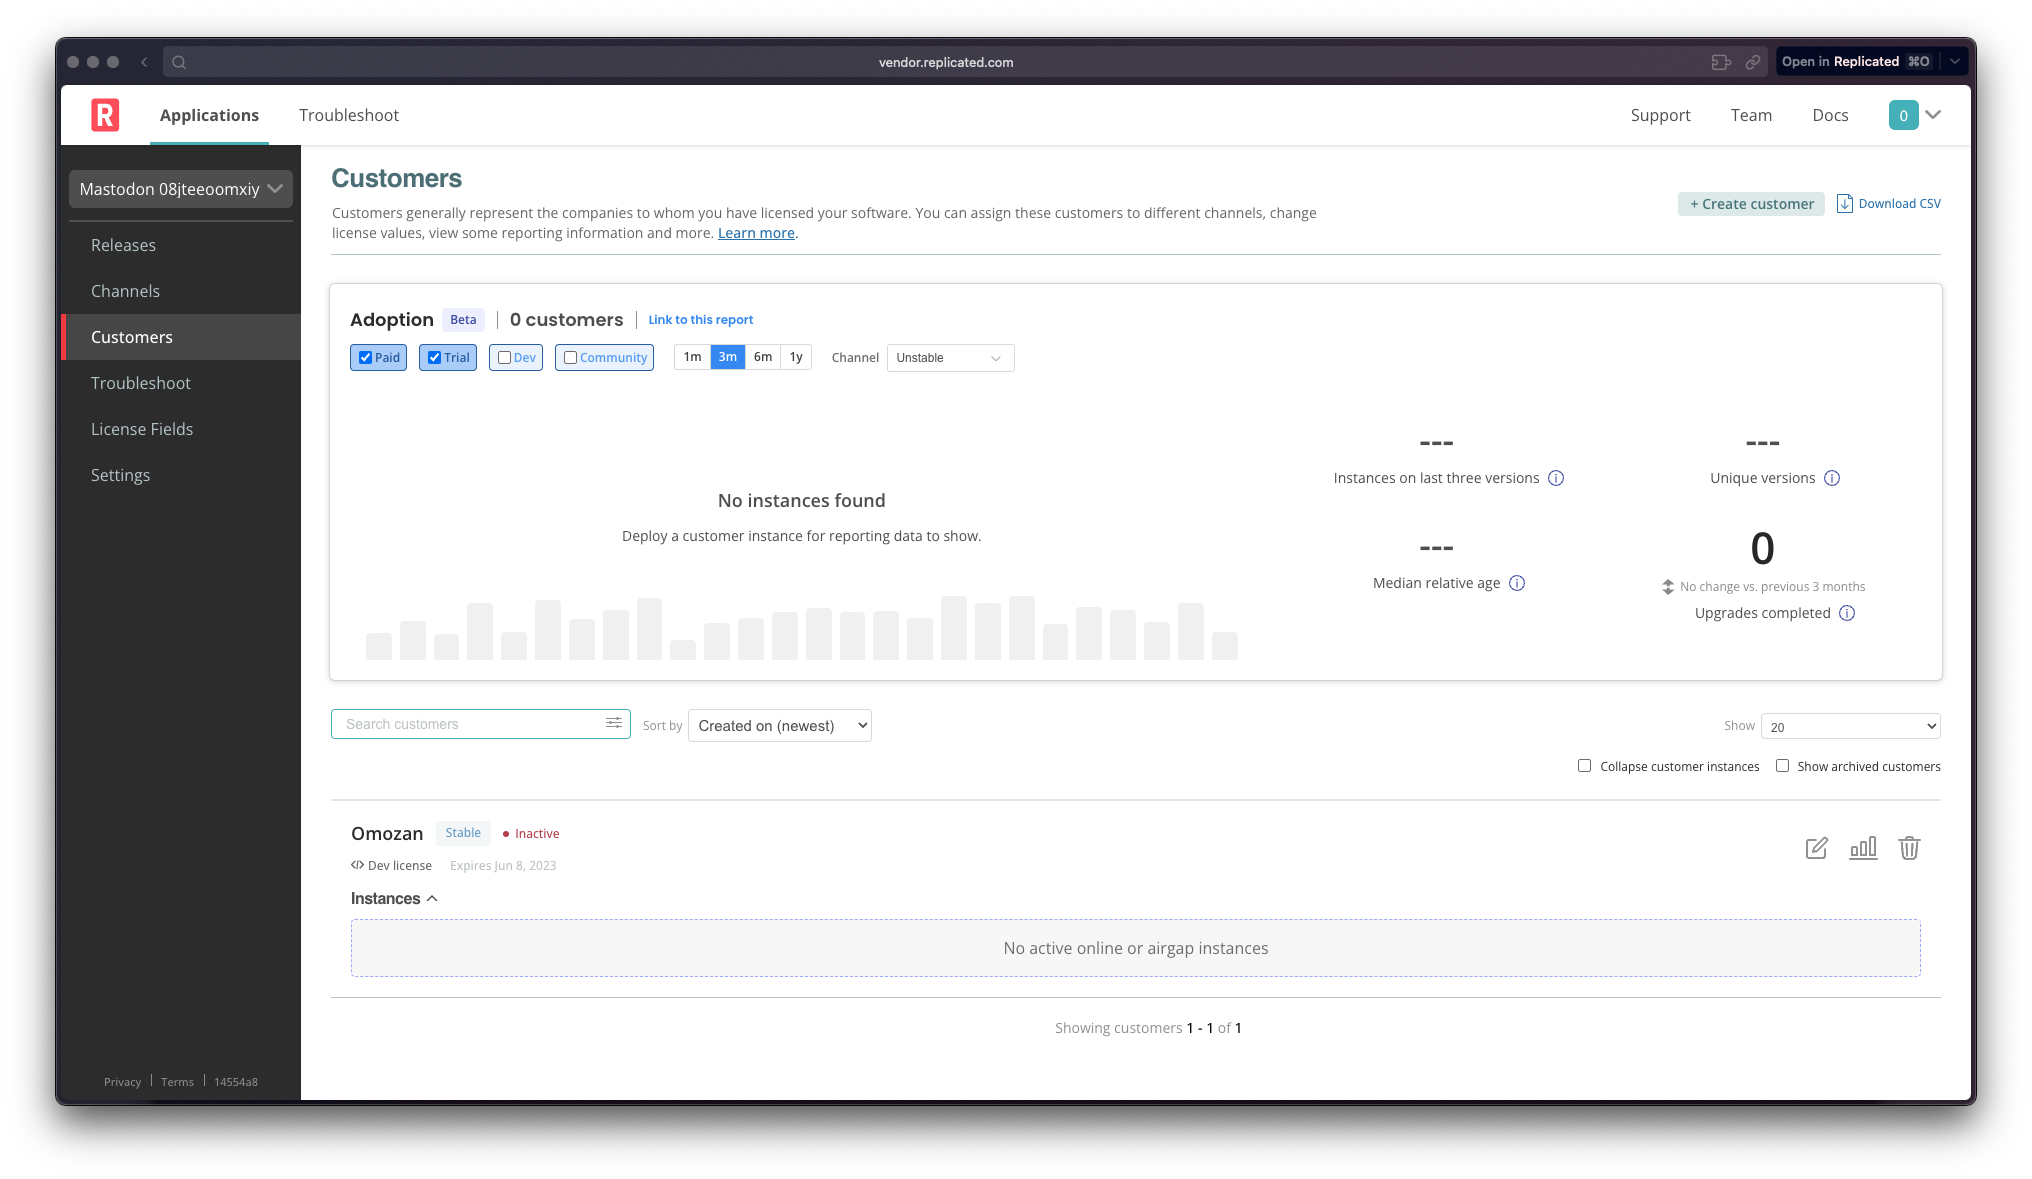 vendor.replicated.com
Open in Replicated ⌘O
R
Applications
Troubleshoot
Support
Team
Docs
0
Mastodon 08jteeoomxiy
Releases
Channels
Customers
Troubleshoot
License Fields
Settings
Privacy
Terms
14554a8
Customers
Customers generally represent the companies to whom you have licensed your software. You can assign these customers to different channels, change
license values, view some reporting information and more. Learn more.
+ Create customer
Download CSV
Adoption Beta 0 customers Link to this report
Paid Trial Dev Community 1m 3m 6m 1y Channel Unstable
No instances found
Deploy a customer instance for reporting data to show.
---
Instances on last three versions
---
Unique versions
---
Median relative age
0
No change vs. previous 3 months
Upgrades completed
Search customers
Sort by Created on (newest)
Show 20
Collapse customer instances
Show archived customers
Omozan Stable Inactive
Dev license Expires Jun 8, 2023
Instances
No active online or airgap instances
Showing customers 1 - 1 of 1